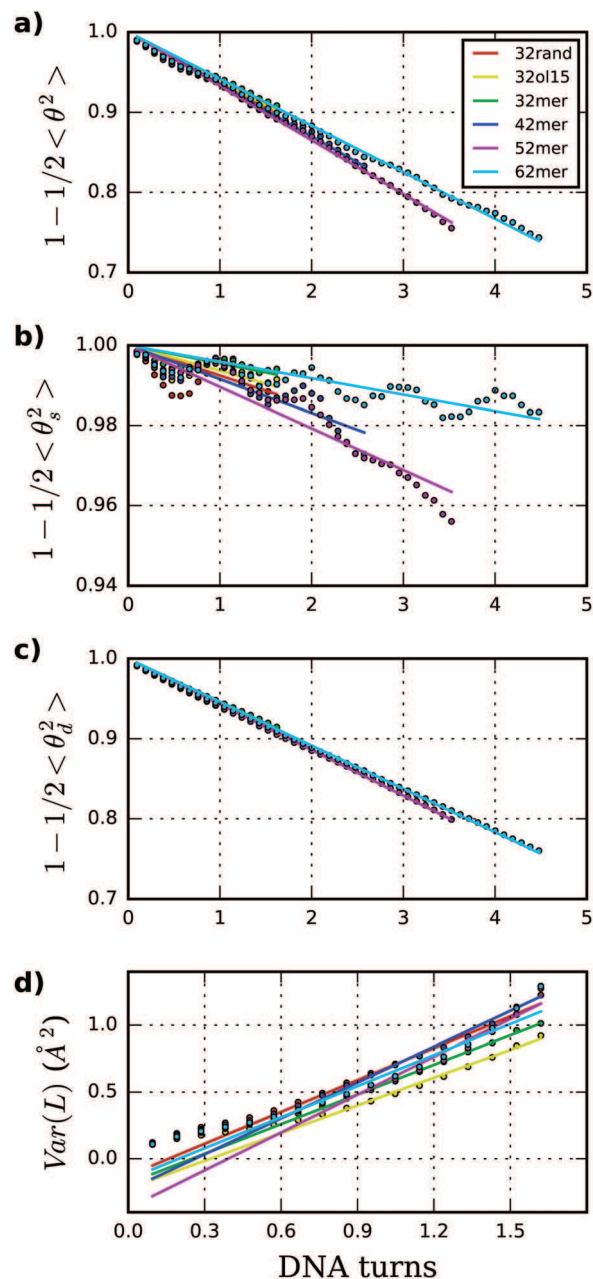 a)
1.0
0.9
0.8
0.7
1 − 1/2 < θ² >
0 1 2 3 4 5
32rand
32ol15
32mer
42mer
52mer
62mer
b)
1.00
0.98
0.96
0.94
1 − 1/2 < θ²ₛ >
0 1 2 3 4 5
c)
1.0
0.9
0.8
0.7
1 − 1/2 < θ²_d >
0 1 2 3 4 5
d)
1.0
0.5
0.0
Var(L) (Å²)
0.0 0.3 0.6 0.9 1.2 1.5
DNA turns